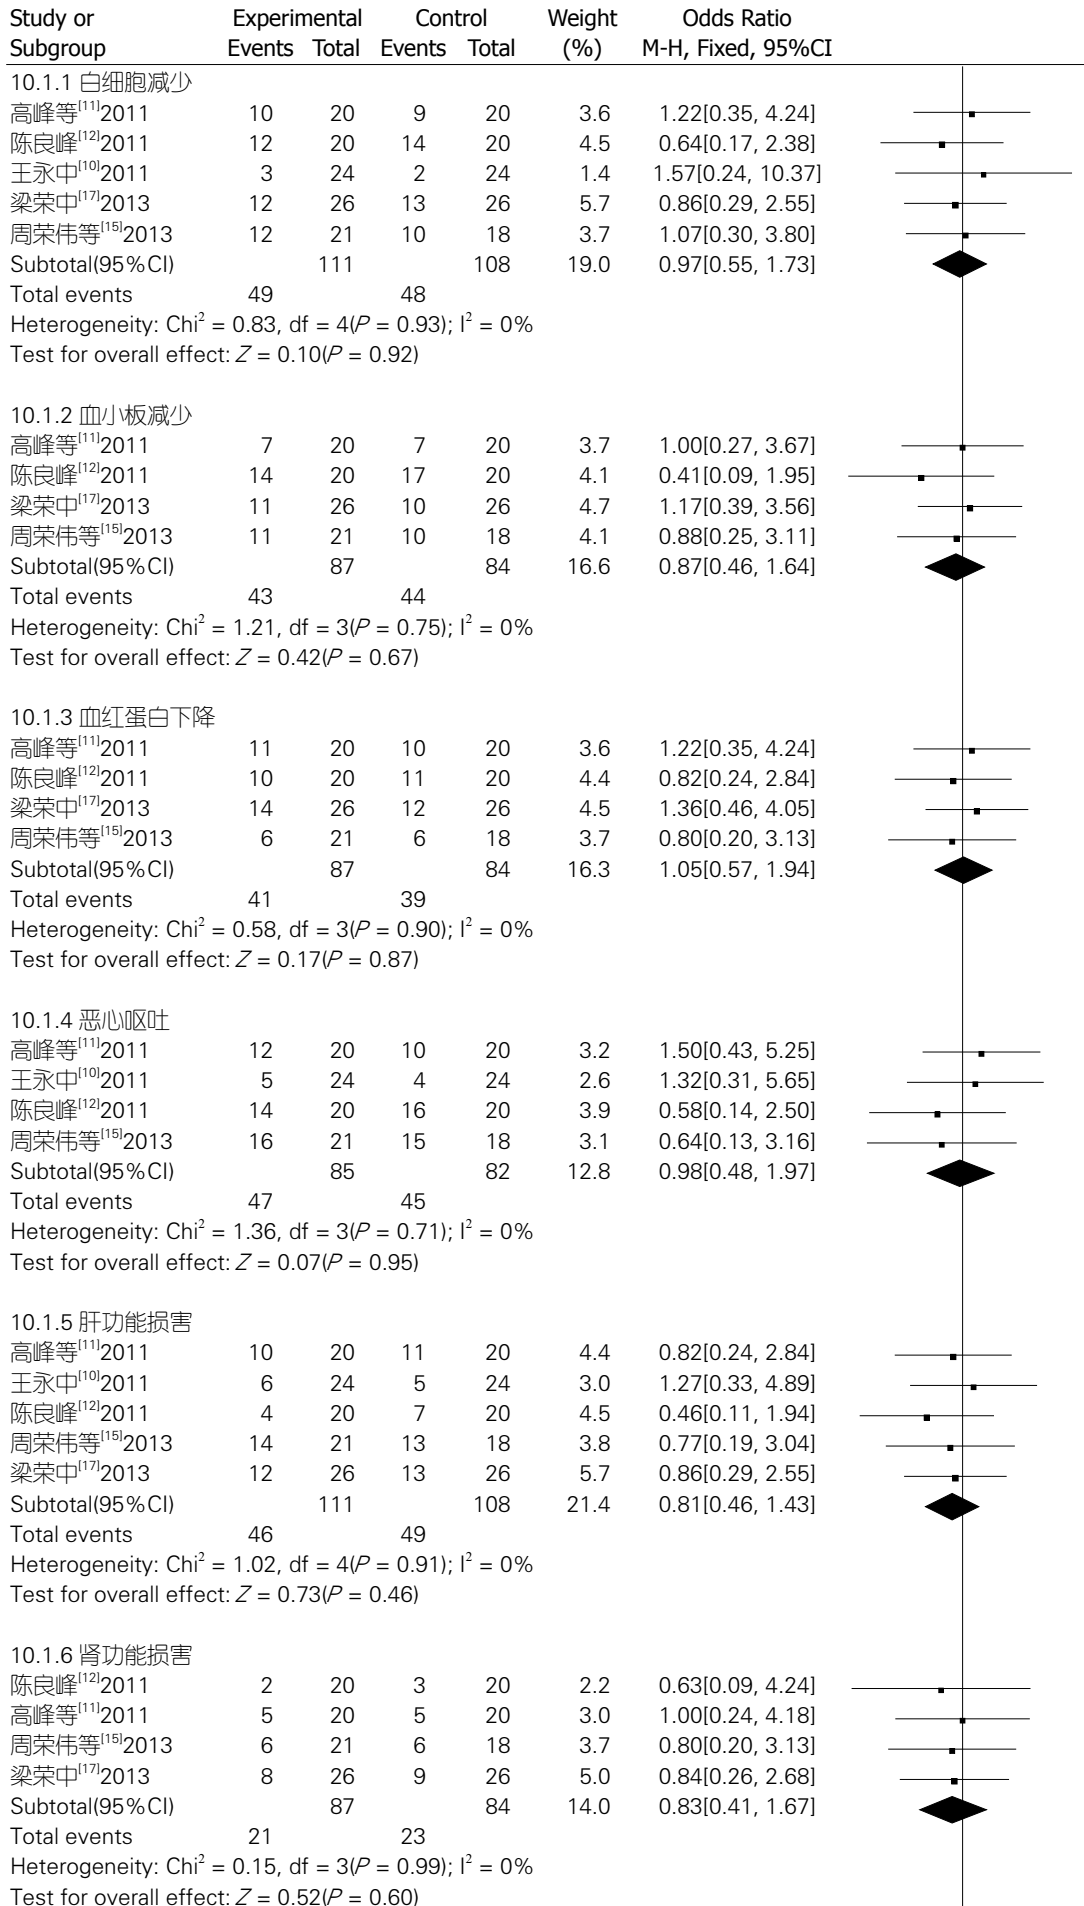 Study or Experimental Control Weight Odds Ratio
Subgroup Events Total Events Total (%) M-H, Fixed, 95%CI
10.1.1 白细胞减少
高峰等[11]2011 10 20 9 20 3.6 1.22[0.35, 4.24]
陈良峰[12]2011 12 20 14 20 4.5 0.64[0.17, 2.38]
王永中[10]2011 3 24 2 24 1.4 1.57[0.24, 10.37]
梁荣中[17]2013 12 26 13 26 5.7 0.86[0.29, 2.55]
周荣伟等[15]2013 12 21 10 18 3.7 1.07[0.30, 3.80]
Subtotal(95%CI) 111 108 19.0 0.97[0.55, 1.73]
Total events 49 48
Heterogeneity: Chi² = 0.83, df = 4(P = 0.93); I² = 0%
Test for overall effect: Z = 0.10(P = 0.92)
10.1.2 血小板减少
高峰等[11]2011 7 20 7 20 3.7 1.00[0.27, 3.67]
陈良峰[12]2011 14 20 17 20 4.1 0.41[0.09, 1.95]
梁荣中[17]2013 11 26 10 26 4.7 1.17[0.39, 3.56]
周荣伟等[15]2013 11 21 10 18 4.1 0.88[0.25, 3.11]
Subtotal(95%CI) 87 84 16.6 0.87[0.46, 1.64]
Total events 43 44
Heterogeneity: Chi² = 1.21, df = 3(P = 0.75); I² = 0%
Test for overall effect: Z = 0.42(P = 0.67)
10.1.3 血红蛋白下降
高峰等[11]2011 11 20 10 20 3.6 1.22[0.35, 4.24]
陈良峰[12]2011 10 20 11 20 4.4 0.82[0.24, 2.84]
梁荣中[17]2013 14 26 12 26 4.5 1.36[0.46, 4.05]
周荣伟等[15]2013 6 21 6 18 3.7 0.80[0.20, 3.13]
Subtotal(95%CI) 87 84 16.3 1.05[0.57, 1.94]
Total events 41 39
Heterogeneity: Chi² = 0.58, df = 3(P = 0.90); I² = 0%
Test for overall effect: Z = 0.17(P = 0.87)
10.1.4 恶心呕吐
高峰等[11]2011 12 20 10 20 3.2 1.50[0.43, 5.25]
王永中[10]2011 5 24 4 24 2.6 1.32[0.31, 5.65]
陈良峰[12]2011 14 20 16 20 3.9 0.58[0.14, 2.50]
周荣伟等[15]2013 16 21 15 18 3.1 0.64[0.13, 3.16]
Subtotal(95%CI) 85 82 12.8 0.98[0.48, 1.97]
Total events 47 45
Heterogeneity: Chi² = 1.36, df = 3(P = 0.71); I² = 0%
Test for overall effect: Z = 0.07(P = 0.95)
10.1.5 肝功能损害
高峰等[11]2011 10 20 11 20 4.4 0.82[0.24, 2.84]
王永中[10]2011 6 24 5 24 3.0 1.27[0.33, 4.89]
陈良峰[12]2011 4 20 7 20 4.5 0.46[0.11, 1.94]
周荣伟等[15]2013 14 21 13 18 3.8 0.77[0.19, 3.04]
梁荣中[17]2013 12 26 13 26 5.7 0.86[0.29, 2.55]
Subtotal(95%CI) 111 108 21.4 0.81[0.46, 1.43]
Total events 46 49
Heterogeneity: Chi² = 1.02, df = 4(P = 0.91); I² = 0%
Test for overall effect: Z = 0.73(P = 0.46)
10.1.6 肾功能损害
陈良峰[12]2011 2 20 3 20 2.2 0.63[0.09, 4.24]
高峰等[11]2011 5 20 5 20 3.0 1.00[0.24, 4.18]
周荣伟等[15]2013 6 21 6 18 3.7 0.80[0.20, 3.13]
梁荣中[17]2013 8 26 9 26 5.0 0.84[0.26, 2.68]
Subtotal(95%CI) 87 84 14.0 0.83[0.41, 1.67]
Total events 21 23
Heterogeneity: Chi² = 0.15, df = 3(P = 0.99); I² = 0%
Test for overall effect: Z = 0.52(P = 0.60)